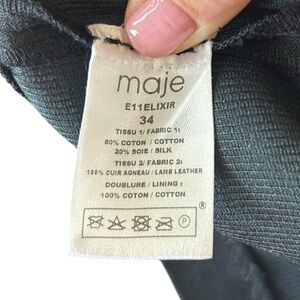 maje
E11ELIXIR
34
TISSU 1/ FABRIC 1:
80% COTON / COTTON
20% SOIE / SILK
TISSU 2/ FABRIC 2:
100% CUIR AGNEAU / LAMB LEATHER
DOUBLURE / LINING :
100% COTON / COTTON
P
®